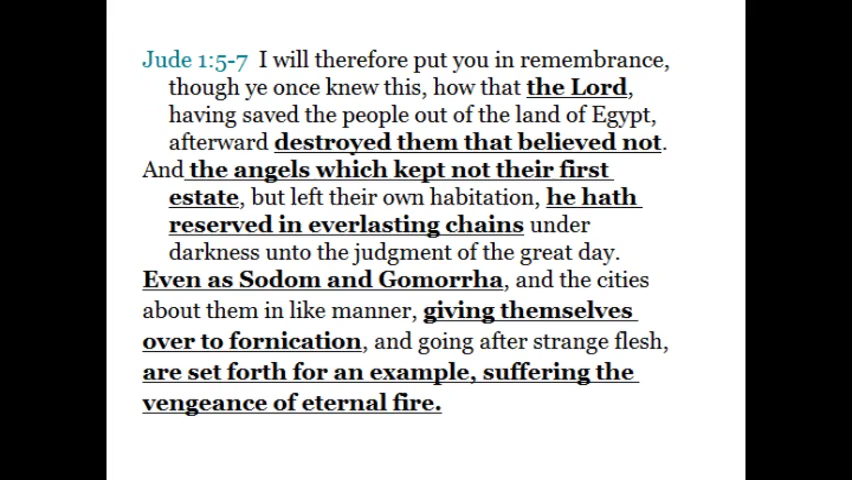 Jude 1:5-7 I will therefore put you in remembrance,
though ye once knew this, how that the Lord,
having saved the people out of the land of Egypt,
afterward destroyed them that believed not.
And the angels which kept not their first
estate, but left their own habitation, he hath
reserved in everlasting chains under
darkness unto the judgment of the great day.
Even as Sodom and Gomorrha, and the cities
about them in like manner, giving themselves
over to fornication, and going after strange flesh,
are set forth for an example, suffering the
vengeance of eternal fire.